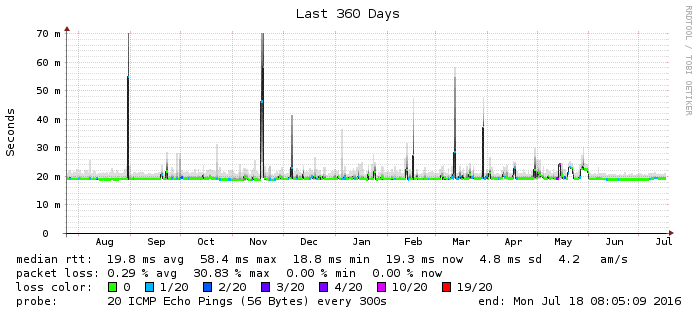 Last 360 Days
RRDTOOL / TOBI OETIKER
Seconds
70 m
60 m
50 m
40 m
30 m
20 m
10 m
0
Aug Sep Oct Nov Dec Jan Feb Mar Apr May Jun Jul
median rtt: 19.8 ms avg 58.4 ms max 18.8 ms min 19.3 ms now 4.8 ms sd 4.2 am/s
packet loss: 0.29 % avg 30.83 % max 0.00 % min 0.00 % now
loss color: 0 1/20 2/20 3/20 4/20 10/20 19/20
probe: 20 ICMP Echo Pings (56 Bytes) every 300s end: Mon Jul 18 08:05:09 2016